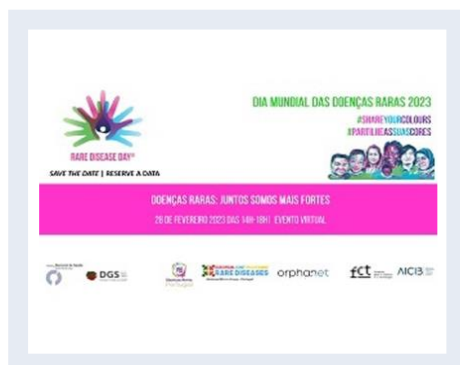 DIA MUNDIAL DAS DOENÇAS RARAS 2023
#SHAREYOURCOLOURS
#PARTILHEASSUASCORES
RARE DISEASE DAY®
SAVE THE DATE | RESERVE A DATA
DOENÇAS RARAS: JUNTOS SOMOS MAIS FORTES
28 DE FEVEREIRO 2023 DAS 14H-18H| EVENTO VIRTUAL
DGS
RARE DISEASES
orphanet
fct
AICIB